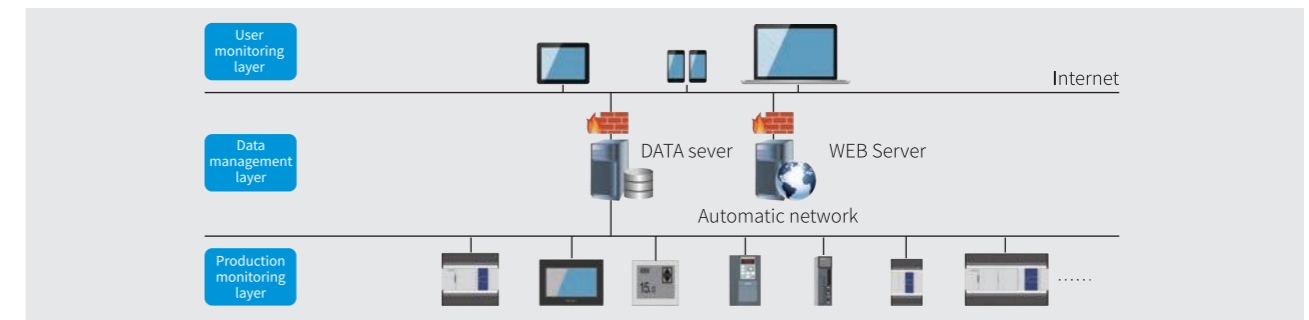 User
monitoring
layer
Internet
Data
management
layer
DATA sever
WEB Server
Automatic network
Production
monitoring
layer
15.0
……